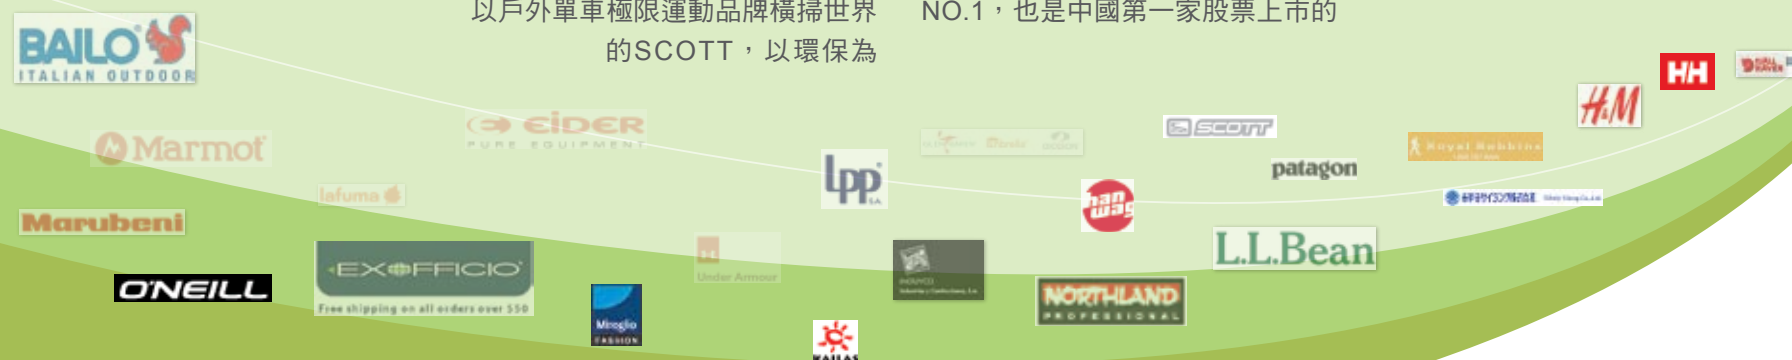 以戶外單車極限運動品牌橫掃世界
的SCOTT，以環保為
NO.1，也是中國第一家股票上市的
BAILO
ITALIAN OUTDOOR
HH
H&M
Marmot
EIDER
PURE EQUIPMENT
SCOTT
Royal Robbins
lpp
S.A.
patagon
lafuma
han
wag
Marubeni
L.L.Bean
EXOFFICIO
Free shipping on all orders over $50
Under Armour
O'NEILL
NORTHLAND
PROFESSIONAL
Miroglio
FASHION
KAILAS